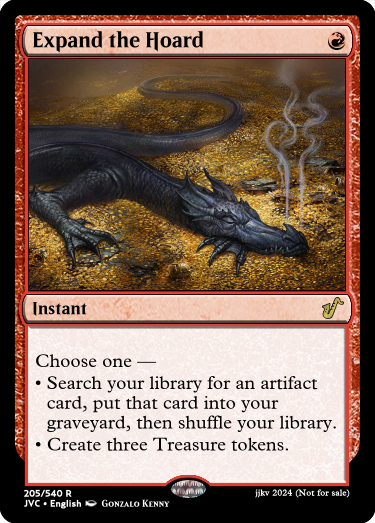 Expand the Hoard
Instant
Choose one —
• Search your library for an artifact
card, put that card into your
graveyard, then shuffle your library.
• Create three Treasure tokens.
205/540 R
JVC • English GONZALO KENNY
jjkv 2024 (Not for sale)